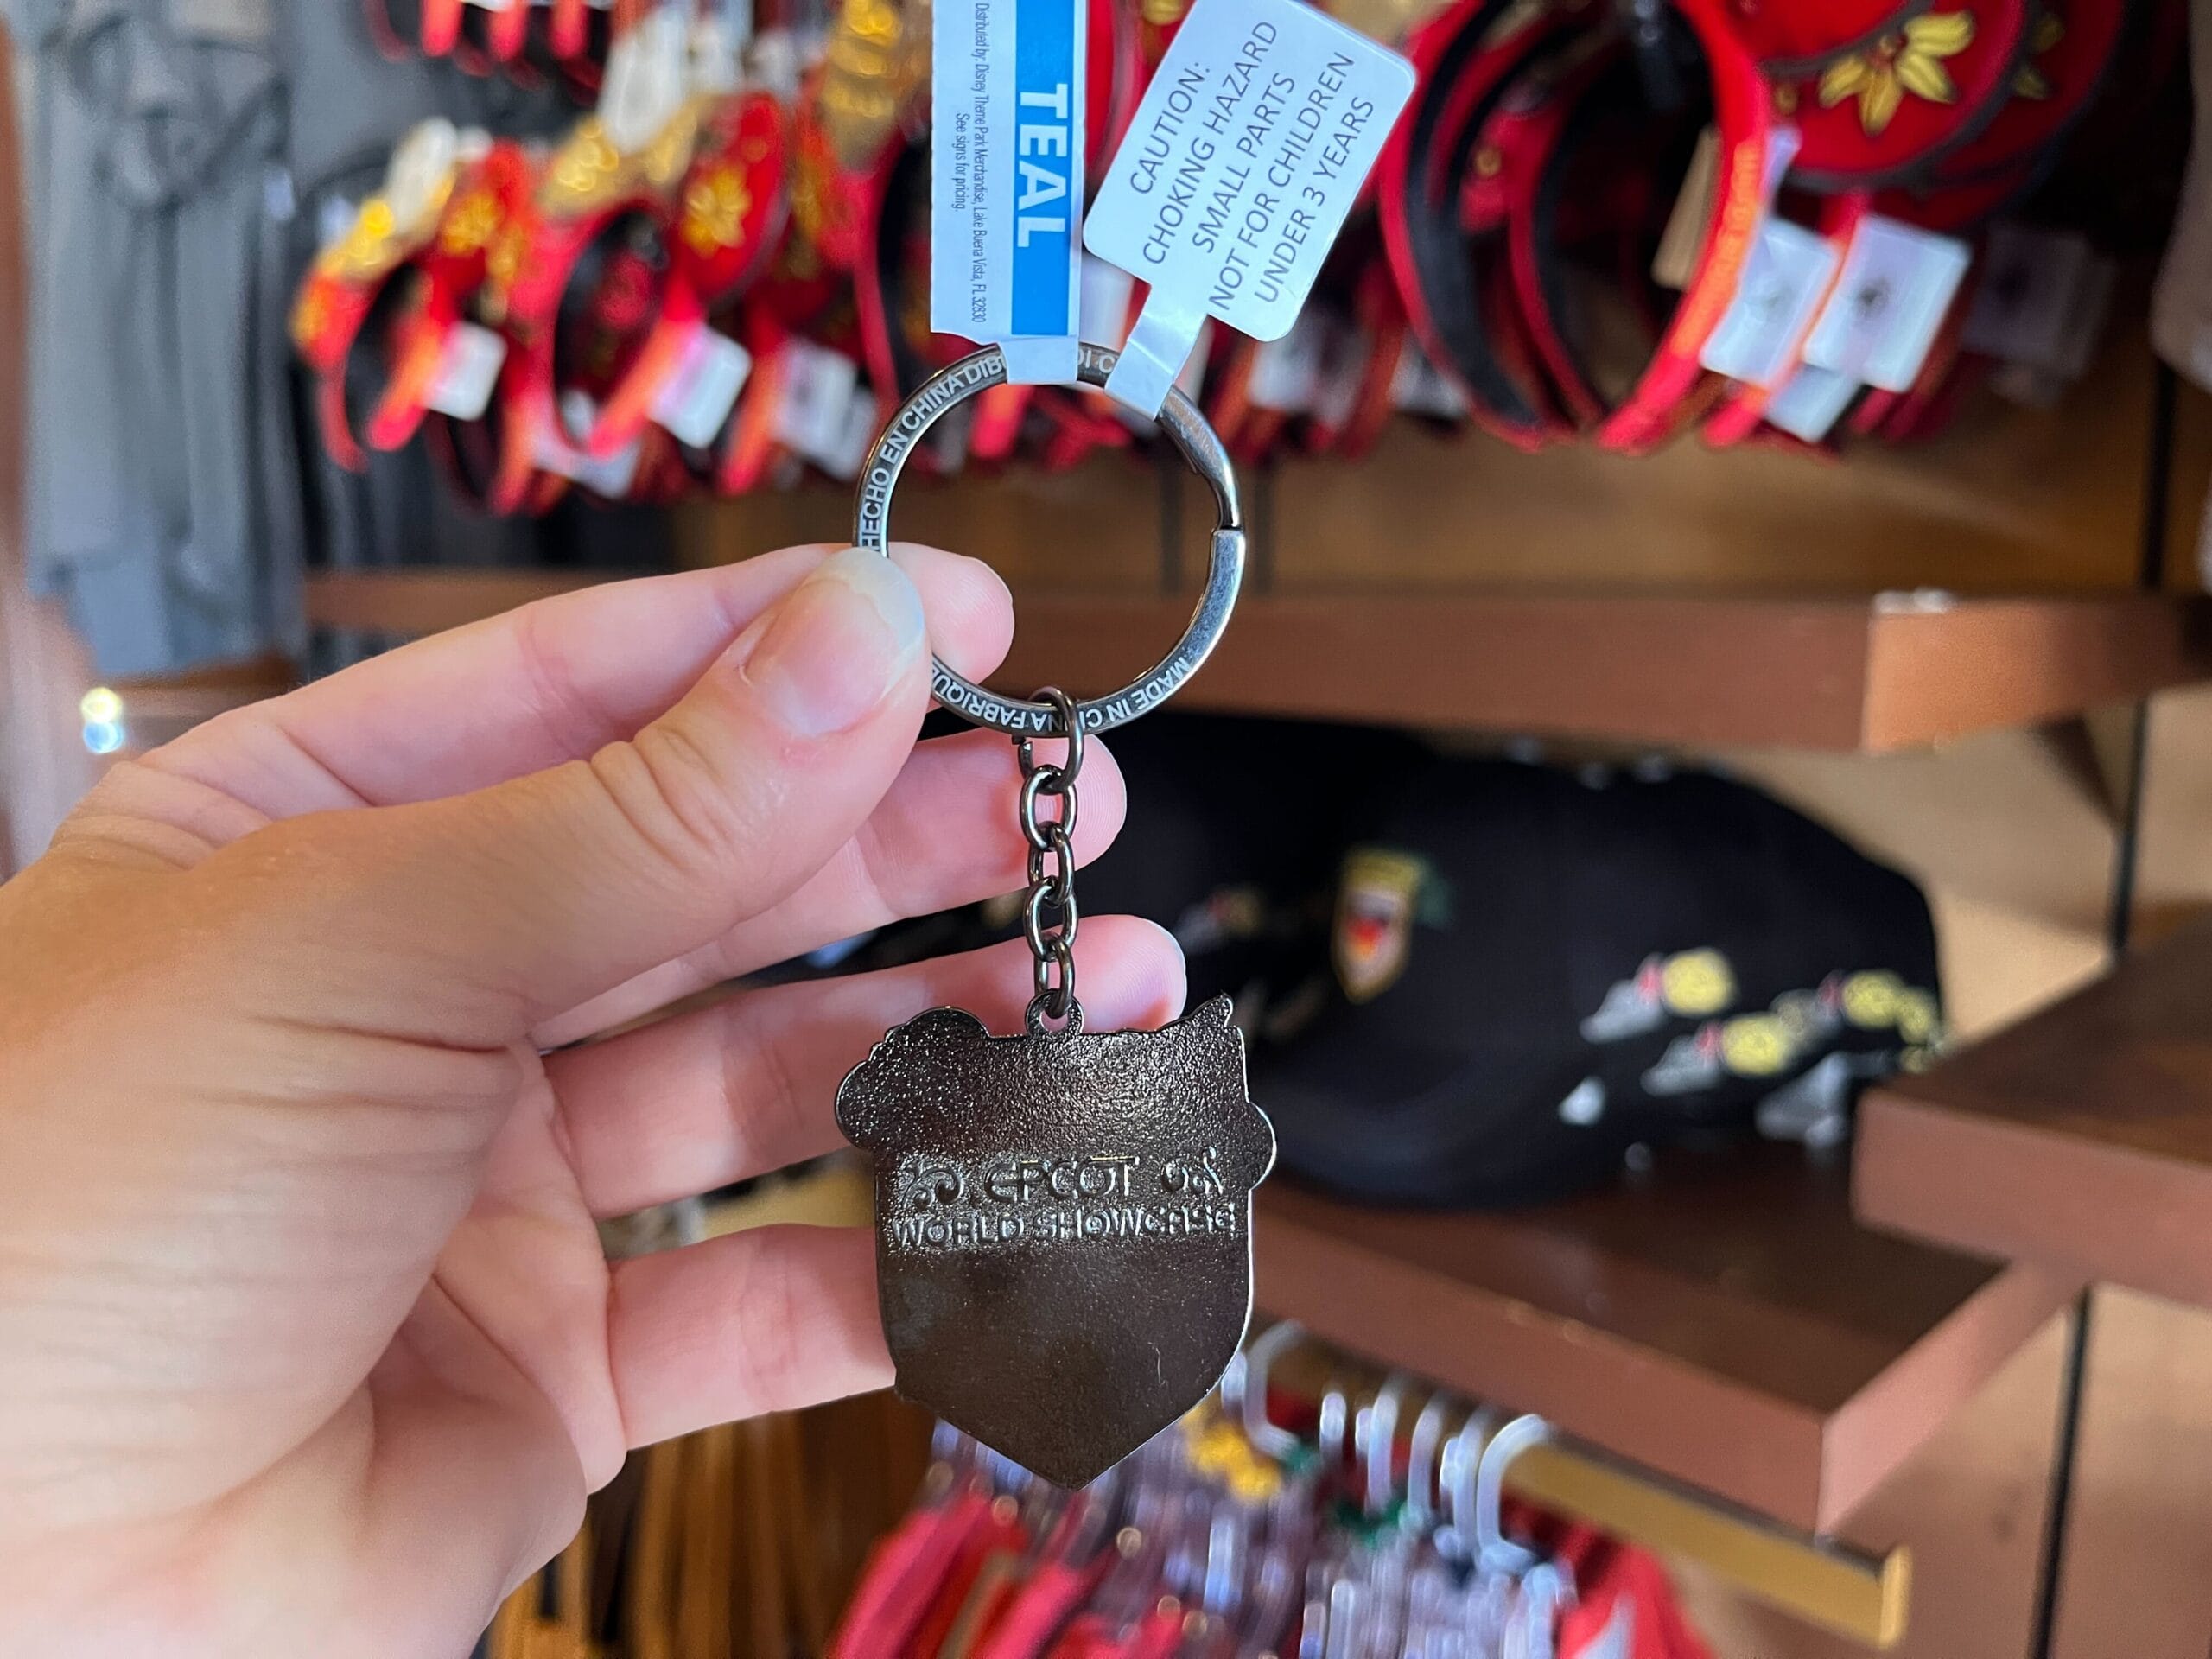 TEAL
Distributed by: Disney Theme Park Merchandise, Lake Buena Vista, FL 32830
See signs for pricing.
CAUTION:
CHOKING HAZARD
SMALL PARTS
NOT FOR CHILDREN
UNDER 3 YEARS
HECHO EN CHINA
MADE IN CHINA
EPCOT
WORLD SHOWCASE